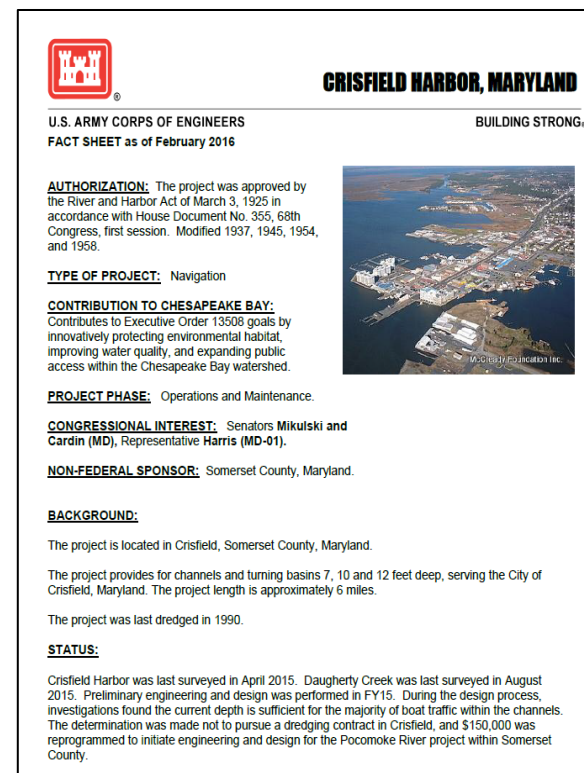 CRISFIELD HARBOR, MARYLAND
®
U.S. ARMY CORPS OF ENGINEERS
BUILDING STRONG®
FACT SHEET as of February 2016
AUTHORIZATION: The project was approved by
the River and Harbor Act of March 3, 1925 in
accordance with House Document No. 355, 68th
Congress, first session. Modified 1937, 1945, 1954,
and 1958.
TYPE OF PROJECT: Navigation
CONTRIBUTION TO CHESAPEAKE BAY:
Contributes to Executive Order 13508 goals by
innovatively protecting environmental habitat,
improving water quality, and expanding public
access within the Chesapeake Bay watershed.
McCready Foundation Inc.
PROJECT PHASE: Operations and Maintenance.
CONGRESSIONAL INTEREST: Senators Mikulski and
Cardin (MD), Representative Harris (MD-01).
NON-FEDERAL SPONSOR: Somerset County, Maryland.
BACKGROUND:
The project is located in Crisfield, Somerset County, Maryland.
The project provides for channels and turning basins 7, 10 and 12 feet deep, serving the City of
Crisfield, Maryland. The project length is approximately 6 miles.
The project was last dredged in 1990.
STATUS:
Crisfield Harbor was last surveyed in April 2015. Daugherty Creek was last surveyed in August
2015. Preliminary engineering and design was performed in FY15. During the design process,
investigations found the current depth is sufficient for the majority of boat traffic within the channels.
The determination was made not to pursue a dredging contract in Crisfield, and $150,000 was
reprogrammed to initiate engineering and design for the Pocomoke River project within Somerset
County.